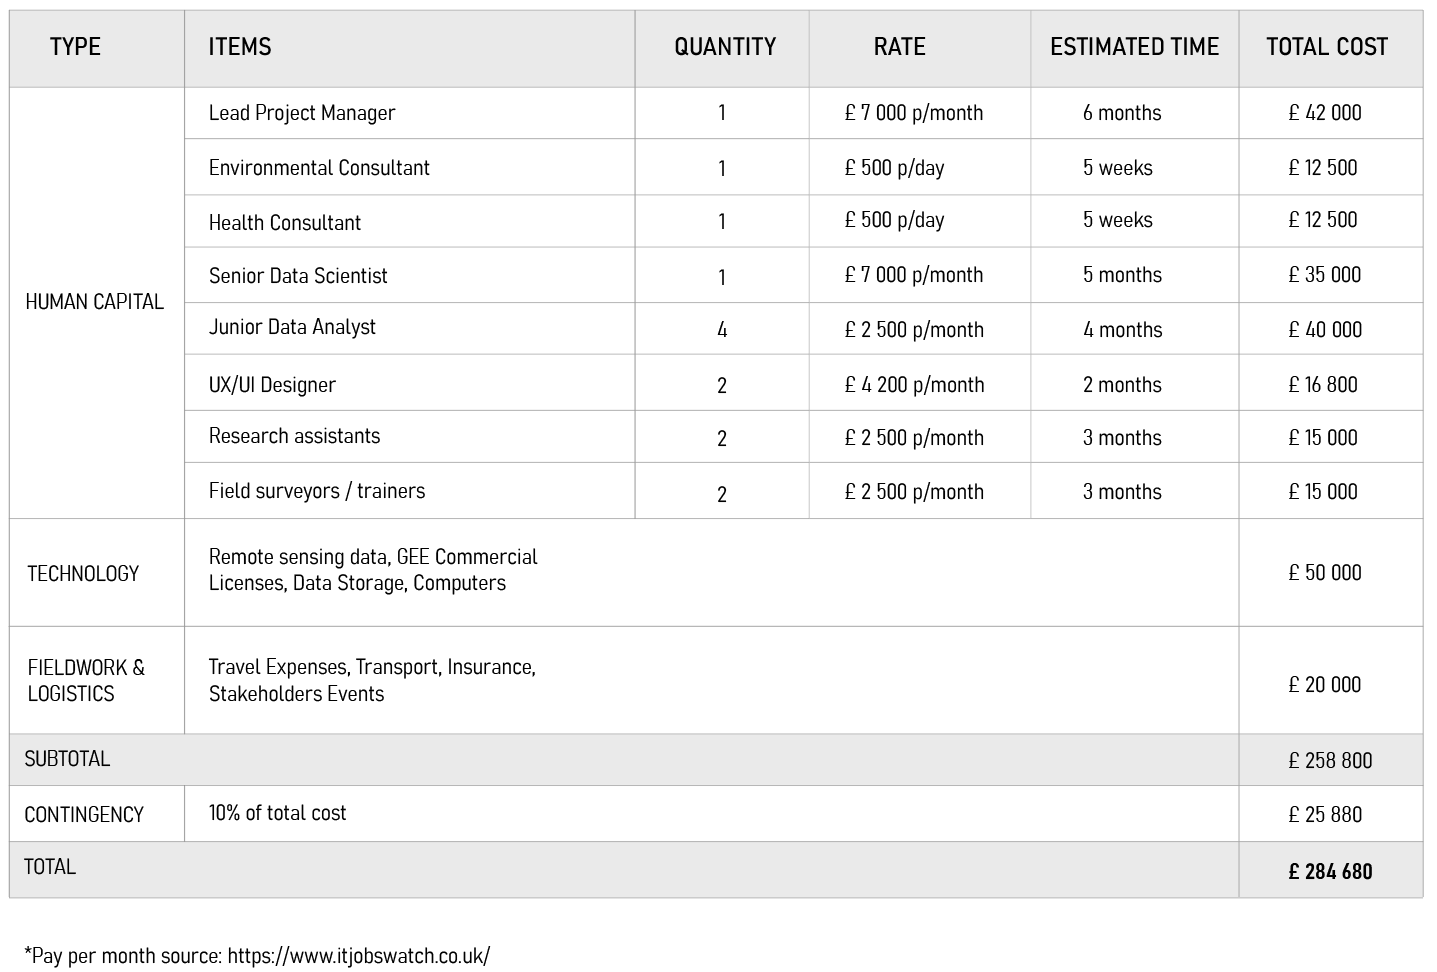 TYPE ITEMS QUANTITY RATE ESTIMATED TIME TOTAL COST
HUMAN CAPITAL
Lead Project Manager 1 £ 7 000 p/month 6 months £ 42 000
Environmental Consultant 1 £ 500 p/day 5 weeks £ 12 500
Health Consultant 1 £ 500 p/day 5 weeks £ 12 500
Senior Data Scientist 1 £ 7 000 p/month 5 months £ 35 000
Junior Data Analyst 4 £ 2 500 p/month 4 months £ 40 000
UX/UI Designer 2 £ 4 200 p/month 2 months £ 16 800
Research assistants 2 £ 2 500 p/month 3 months £ 15 000
Field surveyors / trainers 2 £ 2 500 p/month 3 months £ 15 000
TECHNOLOGY
Remote sensing data, GEE Commercial
Licenses, Data Storage, Computers
£ 50 000
FIELDWORK &
LOGISTICS
Travel Expenses, Transport, Insurance,
Stakeholders Events
£ 20 000
SUBTOTAL £ 258 800
CONTINGENCY 10% of total cost £ 25 880
TOTAL £ 284 680
*Pay per month source: https://www.itjobswatch.co.uk/